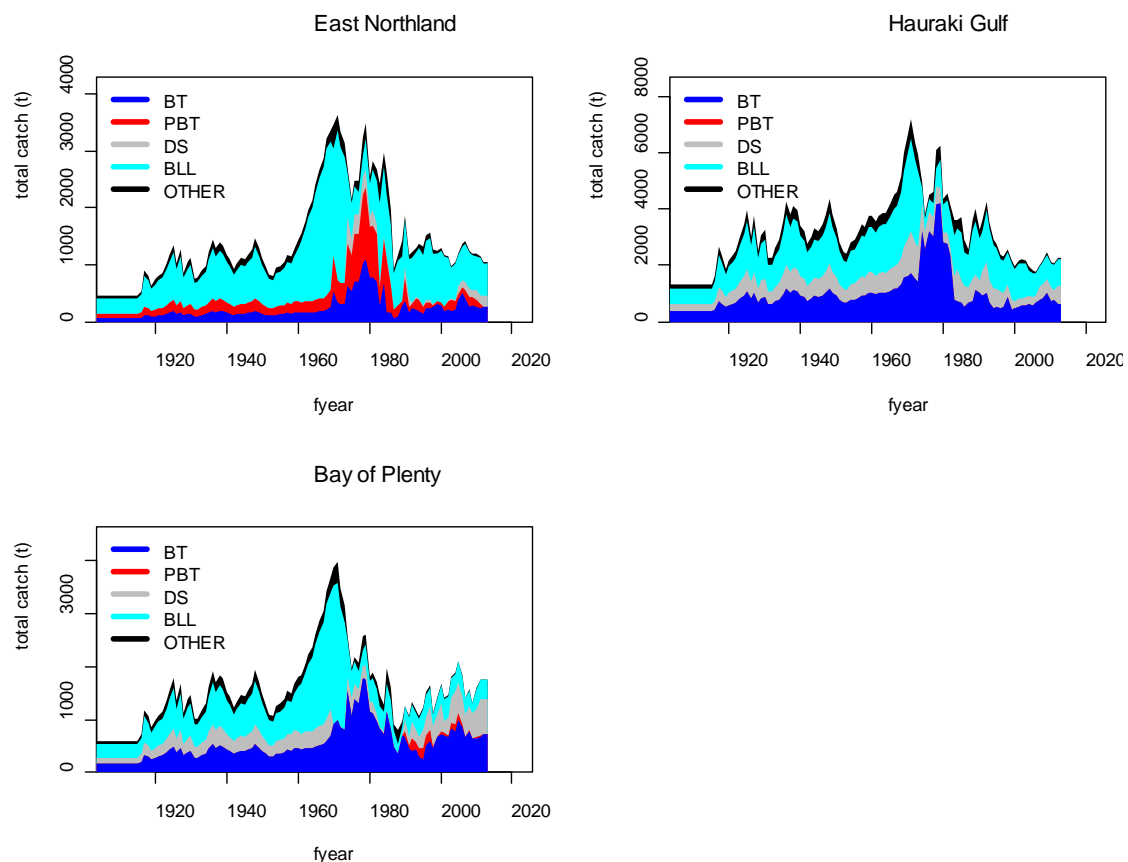 East Northland
total catch (t)
0 1000 2000 3000 4000
BT
PBT
DS
BLL
OTHER
1920 1940 1960 1980 2000 2020
fyear
Hauraki Gulf
total catch (t)
0 2000 4000 6000 8000
BT
PBT
DS
BLL
OTHER
1920 1940 1960 1980 2000 2020
fyear
Bay of Plenty
total catch (t)
0 1000 3000
BT
PBT
DS
BLL
OTHER
1920 1940 1960 1980 2000 2020
fyear